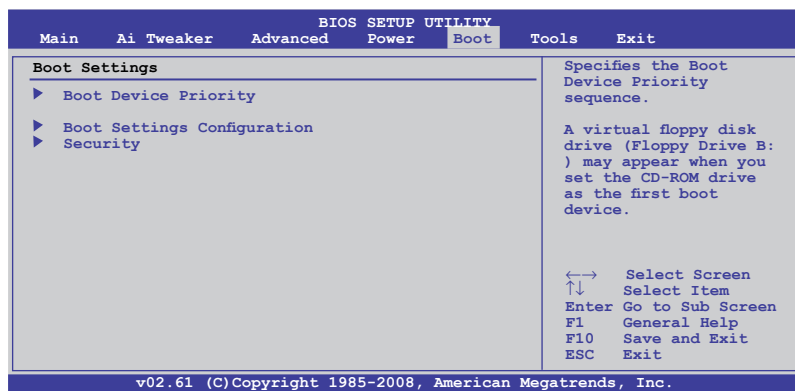 BIOS SETUP UTILITY
Main Ai Tweaker Advanced Power Boot Tools Exit
Boot Settings
Boot Device Priority
Boot Settings Configuration
Security
Specifies the Boot
Device Priority
sequence.
A virtual floppy disk
drive (Floppy Drive B:
) may appear when you
set the CD-ROM drive
as the first boot
device.
←→ Select Screen
↑↓ Select Item
Enter Go to Sub Screen
F1 General Help
F10 Save and Exit
ESC Exit
v02.61 (C)Copyright 1985-2008, American Megatrends, Inc.